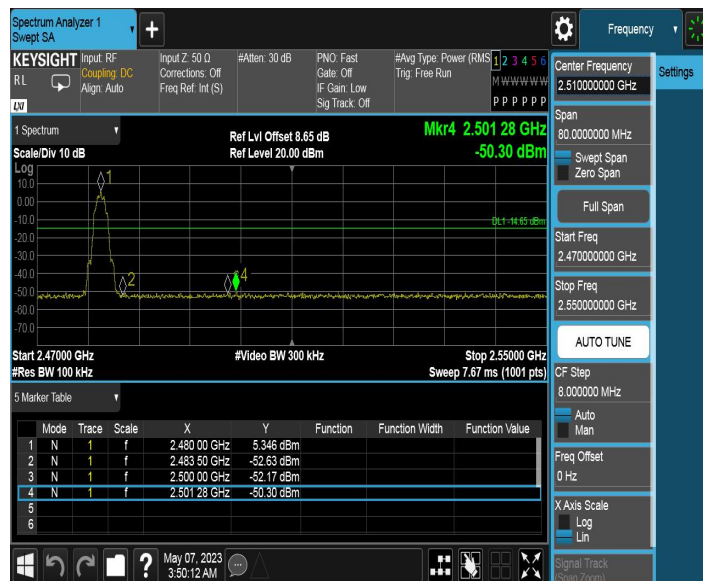 Spectrum Analyzer 1
Swept SA
Frequency
KEYSIGHT
RL
LXI
Input: RF
Coupling: DC
Align: Auto
Input Z: 50 Ω
Corrections: Off
Freq Ref: Int (S)
#Atten: 30 dB
PNO: Fast
Gate: Off
IF Gain: Low
Sig Track: Off
#Avg Type: Power (RMS
Trig: Free Run
1 2 3 4 5 6
M W W W W W
P P P P P P
Center Frequency
2.510000000 GHz
Settings
Span
80.0000000 MHz
Swept Span
Zero Span
Full Span
Start Freq
2.470000000 GHz
Stop Freq
2.550000000 GHz
AUTO TUNE
CF Step
8.000000 MHz
Auto
Man
Freq Offset
0 Hz
X Axis Scale
Log
Lin
Signal Track
(Span Zoom)
1 Spectrum
Scale/Div 10 dB
Ref Lvl Offset 8.65 dB
Ref Level 20.00 dBm
Mkr4 2.501 28 GHz
-50.30 dBm
Log
10.0
0.00
-10.0
-20.0
-30.0
-40.0
-50.0
-60.0
-70.0
1
2
4
DL1 -14.65 dBm
Start 2.47000 GHz
#Res BW 100 kHz
#Video BW 300 kHz
Stop 2.55000 GHz
Sweep 7.67 ms (1001 pts)
5 Marker Table
Mode Trace Scale X Y Function Function Width Function Value
1 N 1 f 2.480 00 GHz 5.346 dBm
2 N 1 f 2.483 50 GHz -52.63 dBm
3 N 1 f 2.500 00 GHz -52.17 dBm
4 N 1 f 2.501 28 GHz -50.30 dBm
5
6
?
May 07, 2023
3:50:12 AM